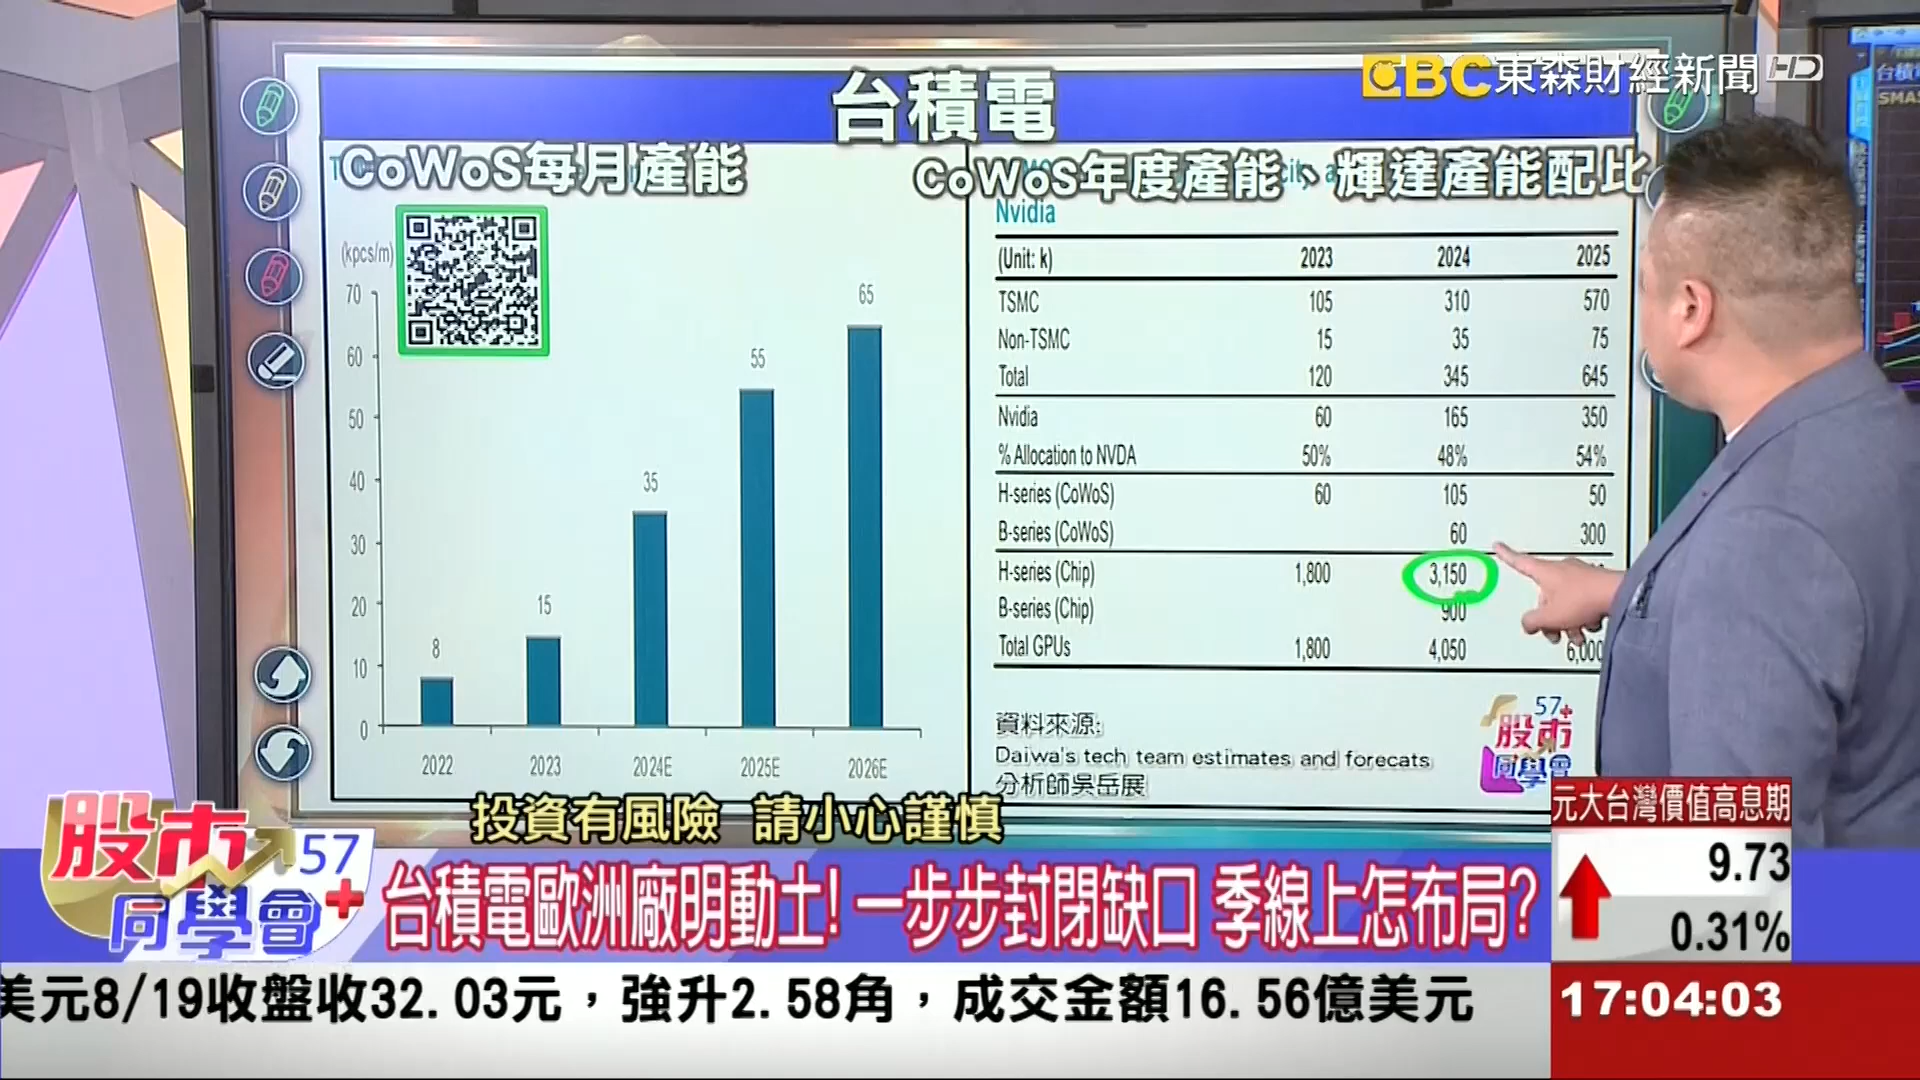 EBC東森財經新聞HD
台積電
CoWoS每月產能
CoWoS年度產能、輝達產能配比
Nvidia
(kpcs/m)
70
60
50
40
30
20
10
0
8
15
35
55
65
2022 2023 2024E 2025E 2026E
(Unit: k) 2023 2024 2025
TSMC 105 310 570
Non-TSMC 15 35 75
Total 120 345 645
Nvidia 60 165 350
% Allocation to NVDA 50% 48% 54%
H-series (CoWoS) 60 105 50
B-series (CoWoS) 60 300
H-series (Chip) 1,800 3,150
B-series (Chip) 900
Total GPUs 1,800 4,050 6,000
資料來源:
Daiwa's tech team estimates and forecats
分析師吳岳展
57+
股市
同學會
台積
SMA5
投資有風險 請小心謹慎
股市 57+
同學會
台積電歐洲廠明動土! 一步步封閉缺口 季線上怎布局?
元大台灣價值高息期
9.73
0.31%
美元8/19收盤收32.03元，強升2.58角，成交金額16.56億美元
17:04:03